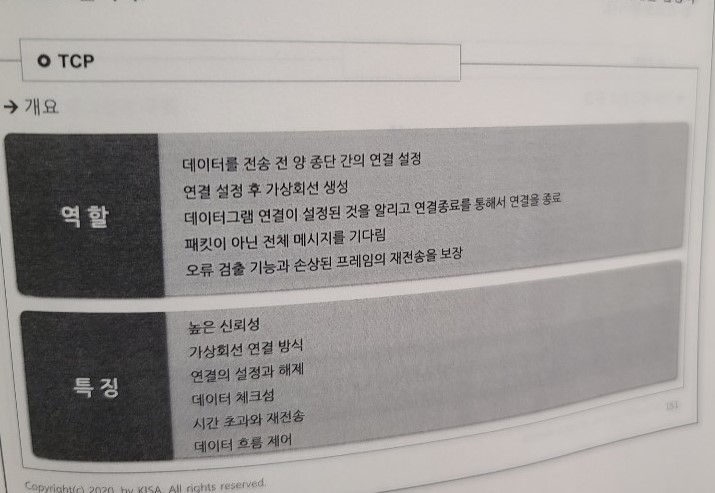 TCP
→ 개요
역할
데이터를 전송 전 양 종단 간의 연결 설정
연결 설정 후 가상회선 생성
데이터그램 연결이 설정된 것을 알리고 연결종료를 통해서 연결을 종료
패킷이 아닌 전체 메시지를 기다림
오류 검출 기능과 손상된 프레임의 재전송을 보장
특징
높은 신뢰성
가상회선 연결 방식
연결의 설정과 해제
데이터 체크섬
시간 초과와 재전송
데이터 흐름 제어
151
Copyright(c) 2020, by KISA. All rights reserved.